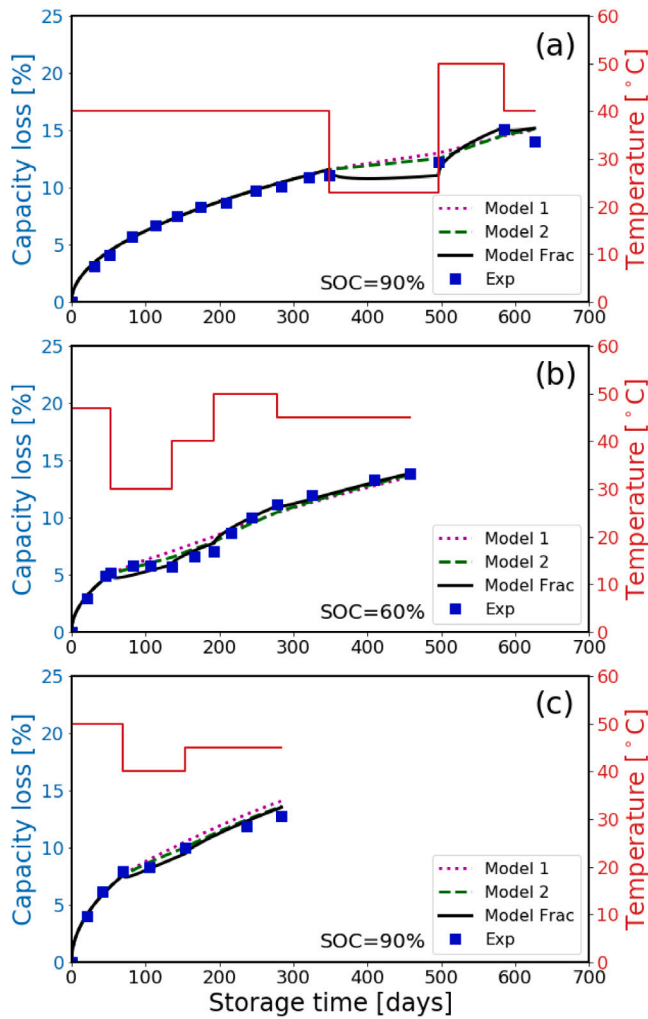 (a)
Capacity loss [%]
25
20
15
10
5
0
60
50
40
30
20
10
0
Temperature [°C]
Model 1
Model 2
Model Frac
Exp
SOC=90%
0 100 200 300 400 500 600 700
(b)
Capacity loss [%]
25
20
15
10
5
0
60
50
40
30
20
10
0
Temperature [°C]
Model 1
Model 2
Model Frac
Exp
SOC=60%
0 100 200 300 400 500 600 700
(c)
Capacity loss [%]
25
20
15
10
5
0
60
50
40
30
20
10
0
Temperature [°C]
Model 1
Model 2
Model Frac
Exp
SOC=90%
0 100 200 300 400 500 600 700
Storage time [days]